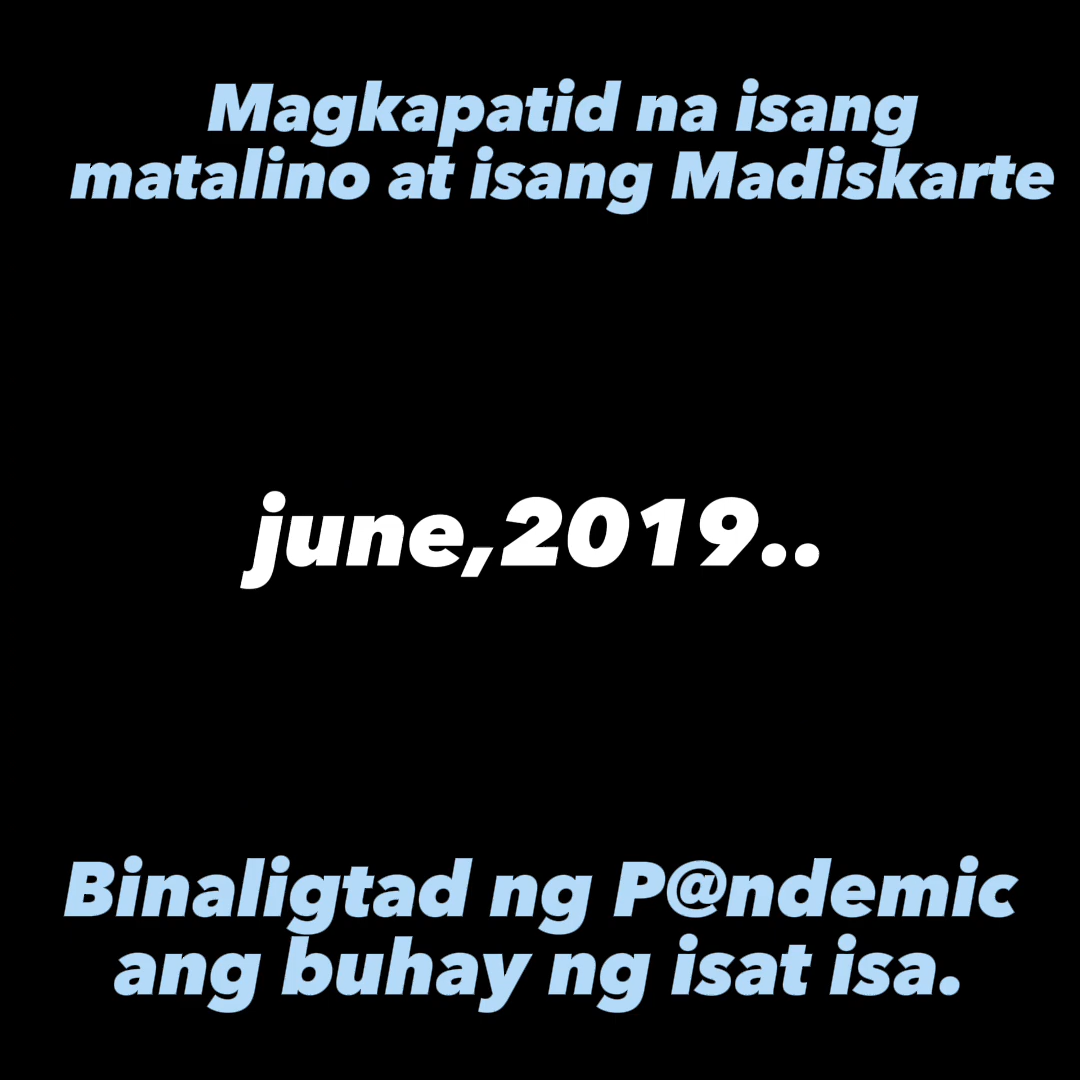 Magkapatid na isang
matalino at isang Madiskarte
june,2019..
Binaligtad ng P@ndemic
ang buhay ng isat isa.